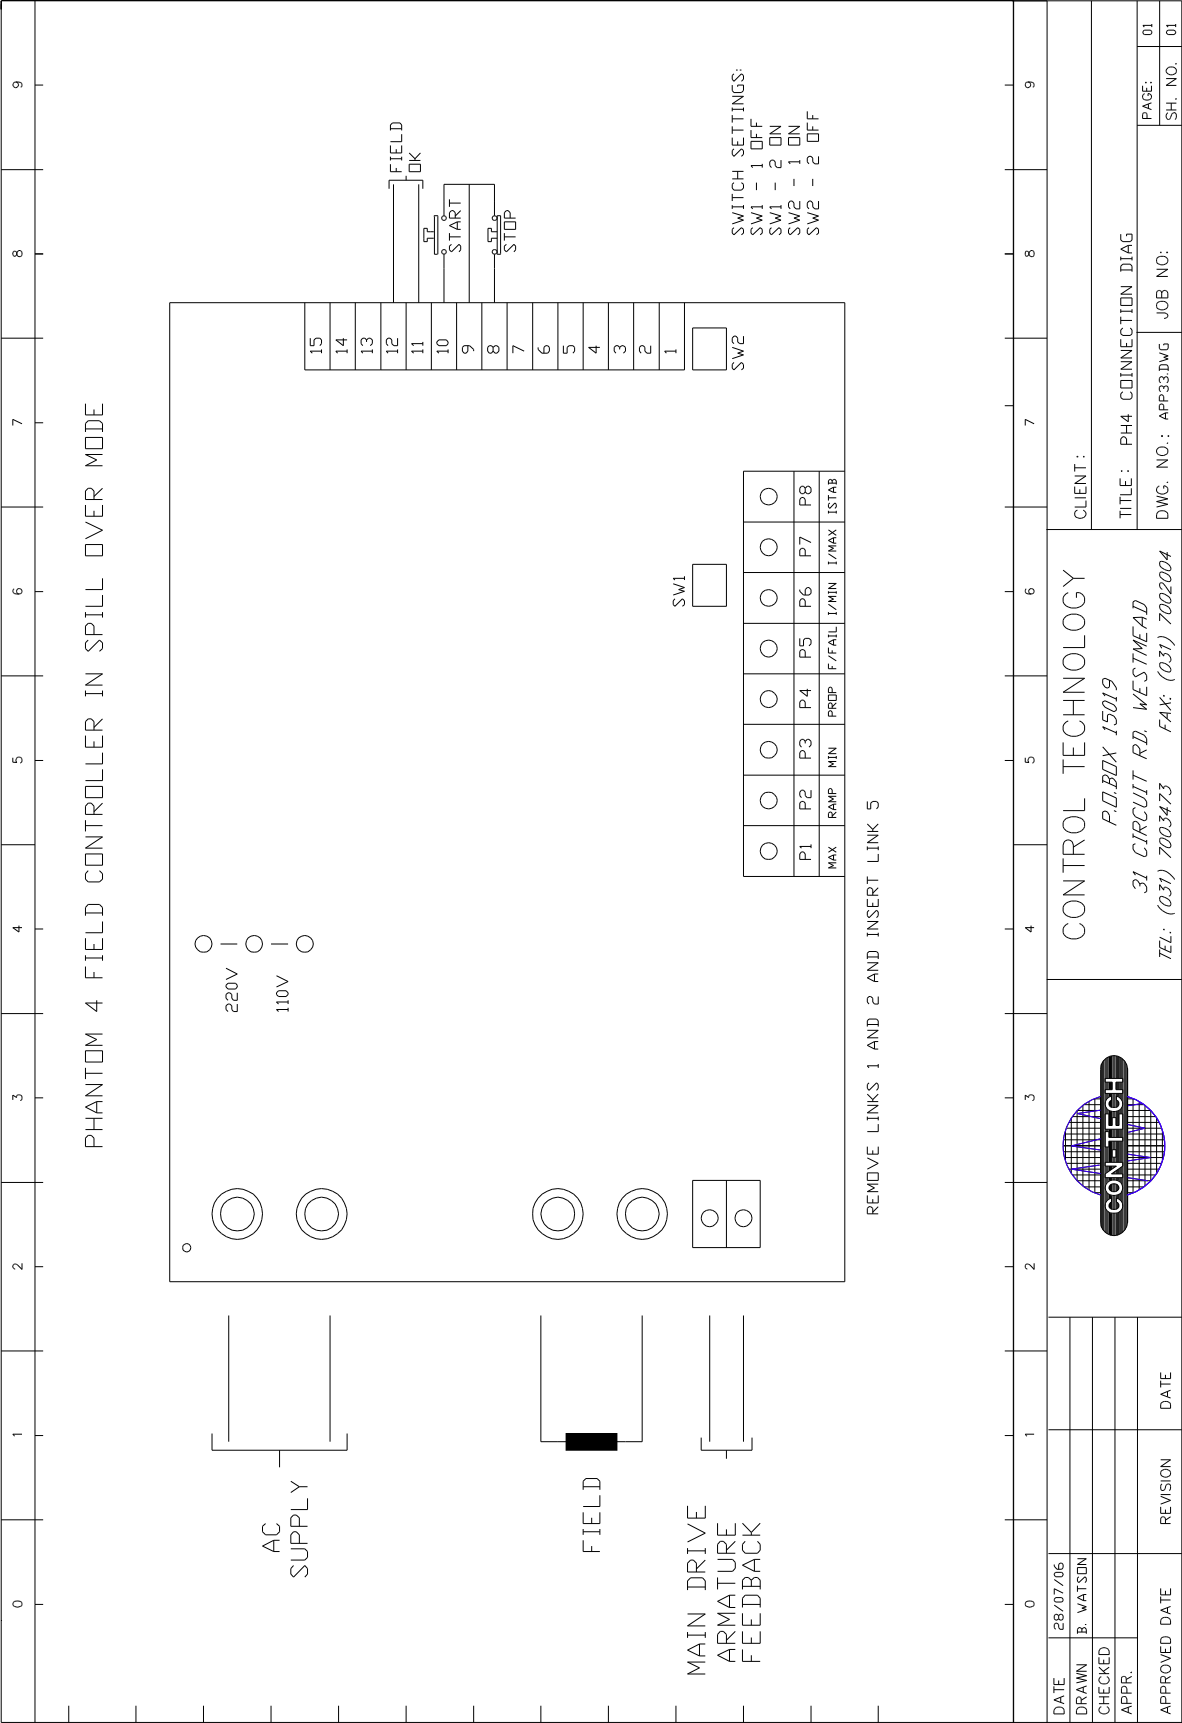 0 1 2 3 4 5 6 7 8 9
PHANTOM 4 FIELD CONTROLLER IN SPILL OVER MODE
AC
SUPPLY
220V
110V
FIELD
MAIN DRIVE
ARMATURE
FEEDBACK
15
14
13
12
11
10
9
8
7
6
5
4
3
2
1
FIELD
OK
START
STOP
SW1
SW2
P1 P2 P3 P4 P5 P6 P7 P8
MAX RAMP MIN PROP F/FAIL I/MIN I/MAX ISTAB
SWITCH SETTINGS:
SW1 - 1 OFF
SW1 - 2 ON
SW2 - 1 ON
SW2 - 2 OFF
REMOVE LINKS 1 AND 2 AND INSERT LINK 5
0 1 2 3 4 5 6 7 8 9
DATE 28/07/06
DRAWN B. WATSON
CHECKED
APPR.
APPROVED DATE REVISION DATE
CON-TECH
CONTROL TECHNOLOGY
P.O.BOX 15019
31 CIRCUIT RD. WESTMEAD
TEL: (031) 7003473 FAX: (031) 7002004
CLIENT:
TITLE: PH4 COINNECTION DIAG
DWG. NO.: APP33.DWG JOB NO:
PAGE: 01
SH. NO. 01